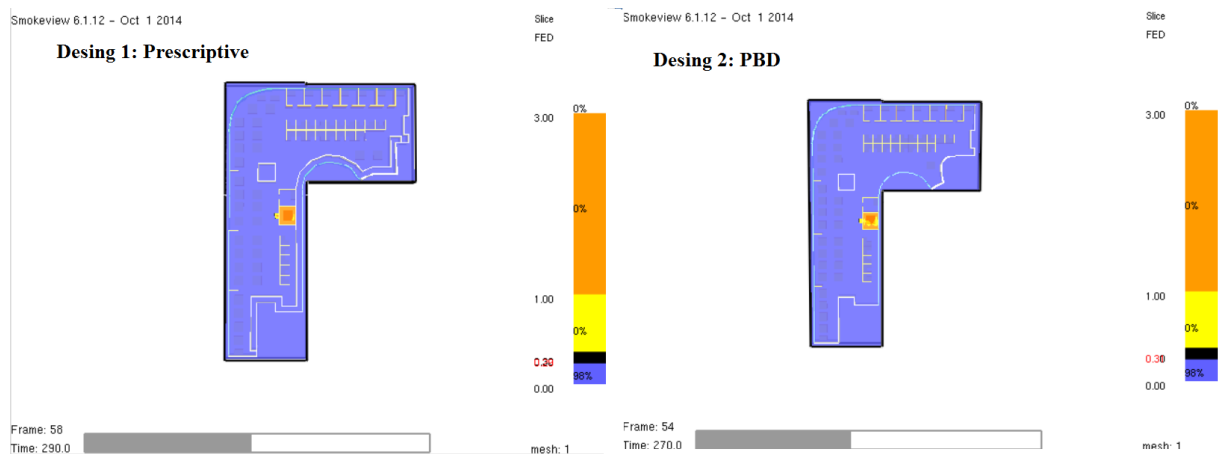 Smokeview 6.1.12 - Oct 1 2014
Slice
FED
Desing 1: Prescriptive
0%
3.00
0%
1.00
0%
0.30
98%
0.00
Frame: 58
Time: 290.0
mesh: 1
Smokeview 6.1.12 - Oct 1 2014
Slice
FED
Desing 2: PBD
0%
3.00
0%
1.00
0%
0.30
98%
0.00
Frame: 54
Time: 270.0
mesh: 1